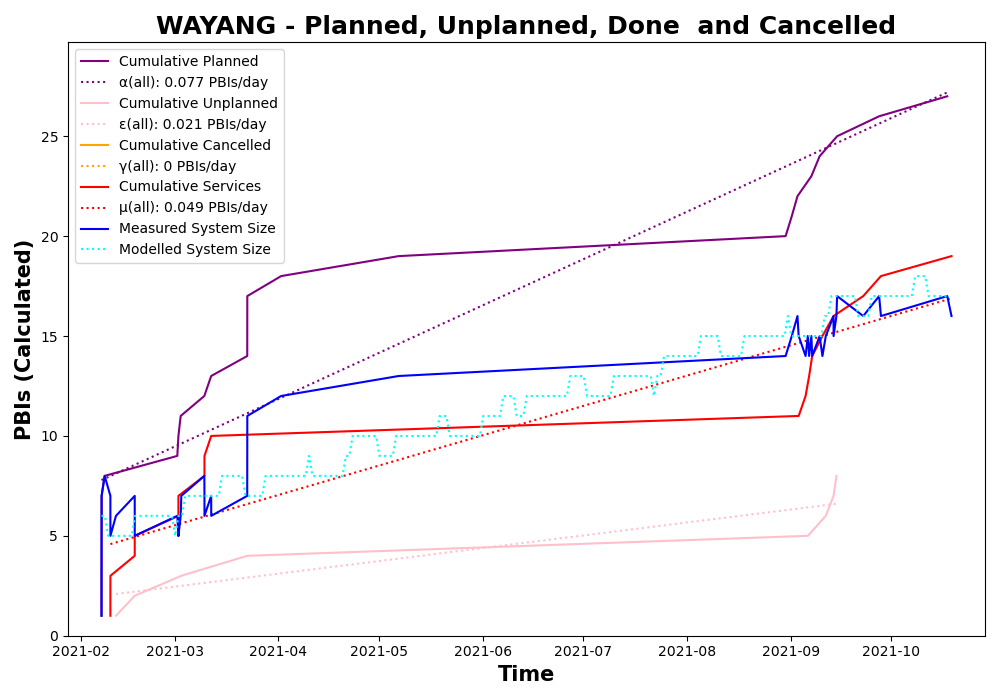 WAYANG - Planned, Unplanned, Done  and Cancelled
Cumulative Planned
α(all): 0.077 PBIs/day
Cumulative Unplanned
ε(all): 0.021 PBIs/day
Cumulative Cancelled
γ(all): 0 PBIs/day
Cumulative Services
μ(all): 0.049 PBIs/day
Measured System Size
Modelled System Size
PBIs (Calculated)
25
20
15
10
5
0
2021-02 2021-03 2021-04 2021-05 2021-06 2021-07 2021-08 2021-09 2021-10
Time